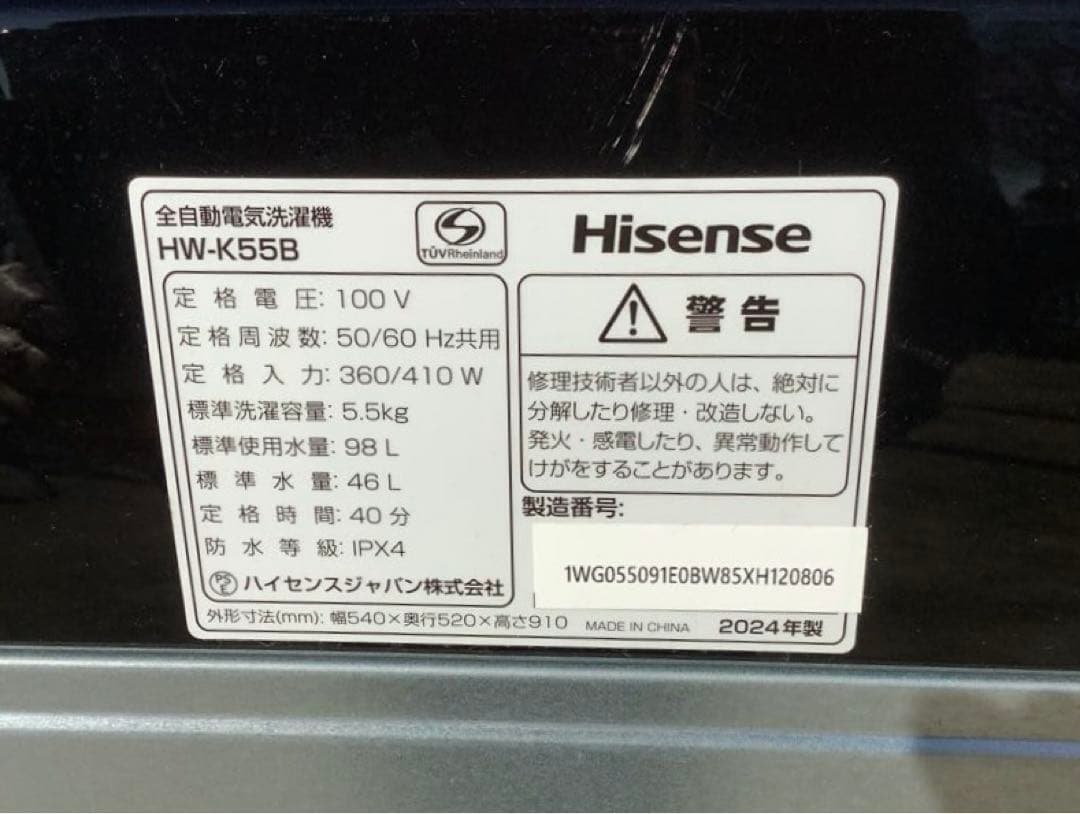 全自動電気洗濯機
HW-K55B
TÜVRheinland
Hisense
定格電圧: 100 V
定格周波数: 50/60 Hz共用
定格入力: 360/410 W
標準洗濯容量: 5.5kg
標準使用水量: 98 L
標準水量: 46 L
定格時間: 40 分
防水等級: IPX4
PS E ハイセンスジャパン株式会社
外形寸法(mm): 幅540×奥行520×高さ910
警告
修理技術者以外の人は、絶対に
分解したり修理・改造しない。
発火・感電したり、異常動作して
けがをすることがあります。
製造番号:
1WG055091E0BW85XH120806
MADE IN CHINA
2024年製